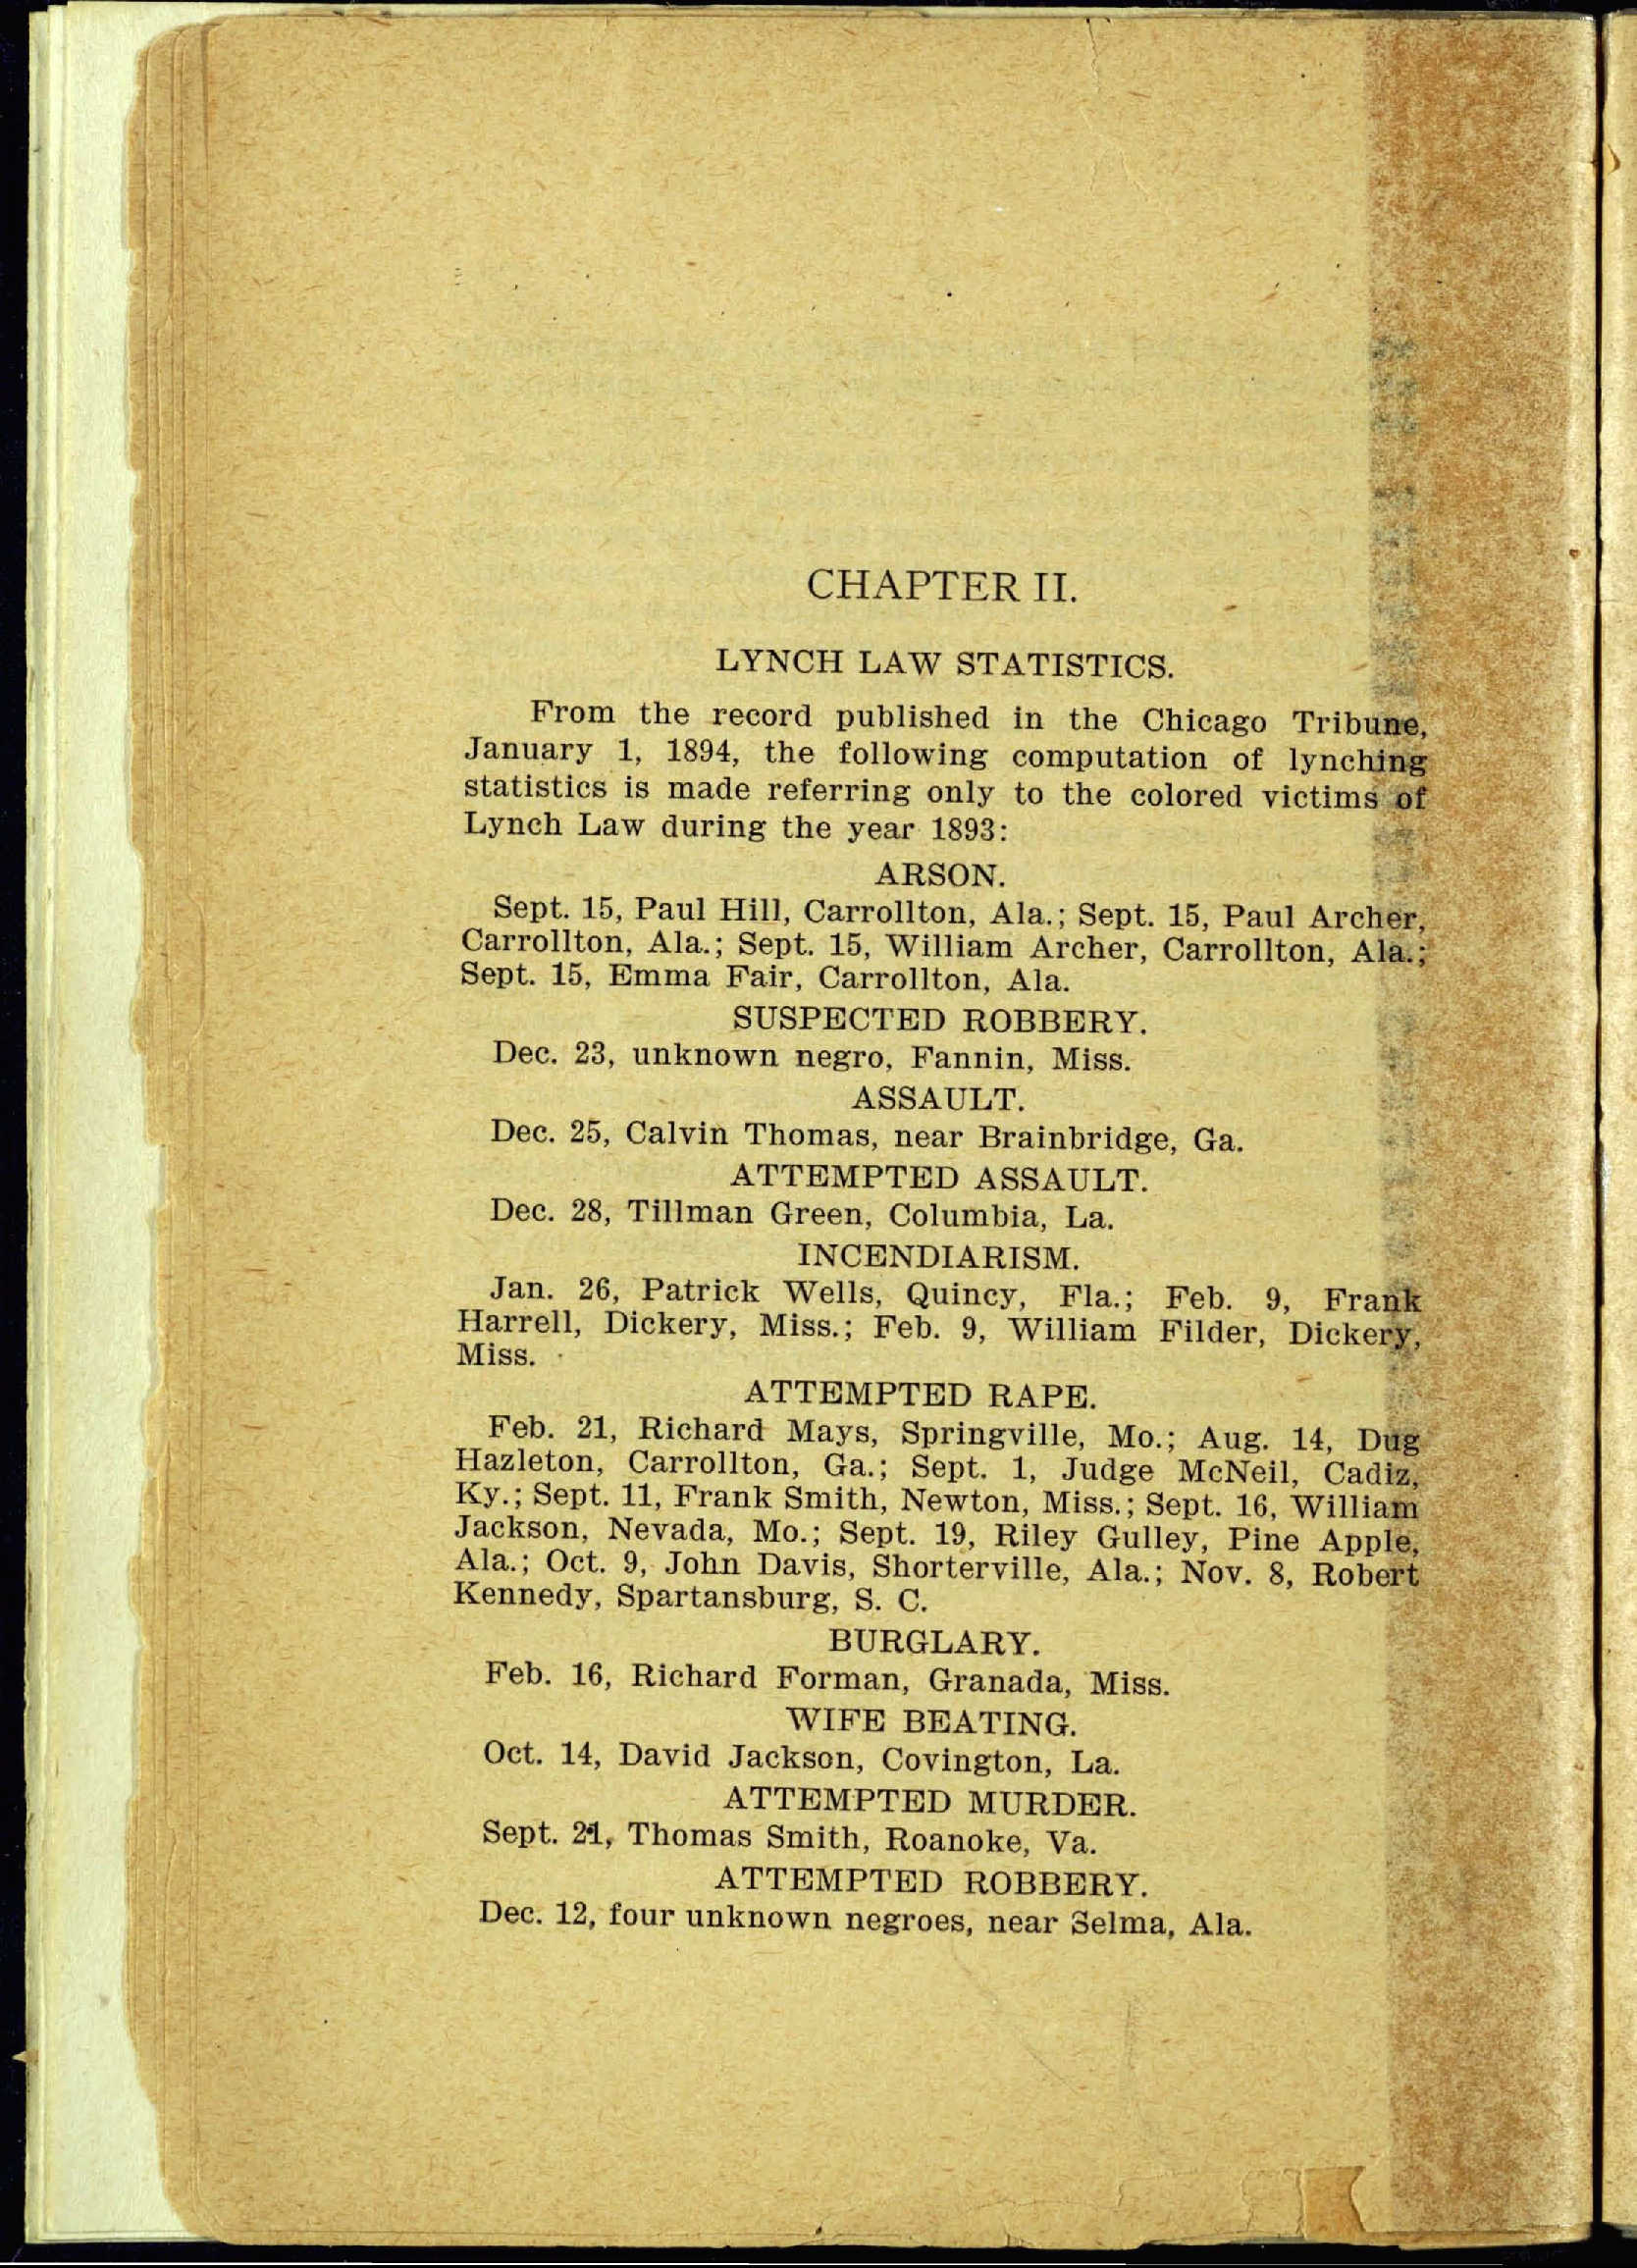 CHAPTER II.
LYNCH LAW STATISTICS.
From the record published in the Chicago Tribune,
January 1, 1894, the following computation of lynching
statistics is made referring only to the colored victims of
Lynch Law during the year 1893:
ARSON.
Sept. 15, Paul Hill, Carrollton, Ala.; Sept. 15, Paul Archer,
Carrollton, Ala.; Sept. 15, William Archer, Carrollton, Ala.;
Sept. 15, Emma Fair, Carrollton, Ala.
SUSPECTED ROBBERY.
Dec. 23, unknown negro, Fannin, Miss.
ASSAULT.
Dec. 25, Calvin Thomas, near Brainbridge, Ga.
ATTEMPTED ASSAULT.
Dec. 28, Tillman Green, Columbia, La.
INCENDIARISM.
Jan. 26, Patrick Wells, Quincy, Fla.; Feb. 9, Frank
Harrell, Dickery, Miss.; Feb. 9, William Filder, Dickery,
Miss.
ATTEMPTED RAPE.
Feb. 21, Richard Mays, Springville, Mo.; Aug. 14, Dug
Hazleton, Carrollton, Ga.; Sept. 1, Judge McNeil, Cadiz,
Ky.; Sept. 11, Frank Smith, Newton, Miss.; Sept. 16, William
Jackson, Nevada, Mo.; Sept. 19, Riley Gulley, Pine Apple,
Ala.; Oct. 9, John Davis, Shorterville, Ala.; Nov. 8, Robert
Kennedy, Spartansburg, S. C.
BURGLARY.
Feb. 16, Richard Forman, Granada, Miss.
WIFE BEATING.
Oct. 14, David Jackson, Covington, La.
ATTEMPTED MURDER.
Sept. 21, Thomas Smith, Roanoke, Va.
ATTEMPTED ROBBERY.
Dec. 12, four unknown negroes, near Selma, Ala.